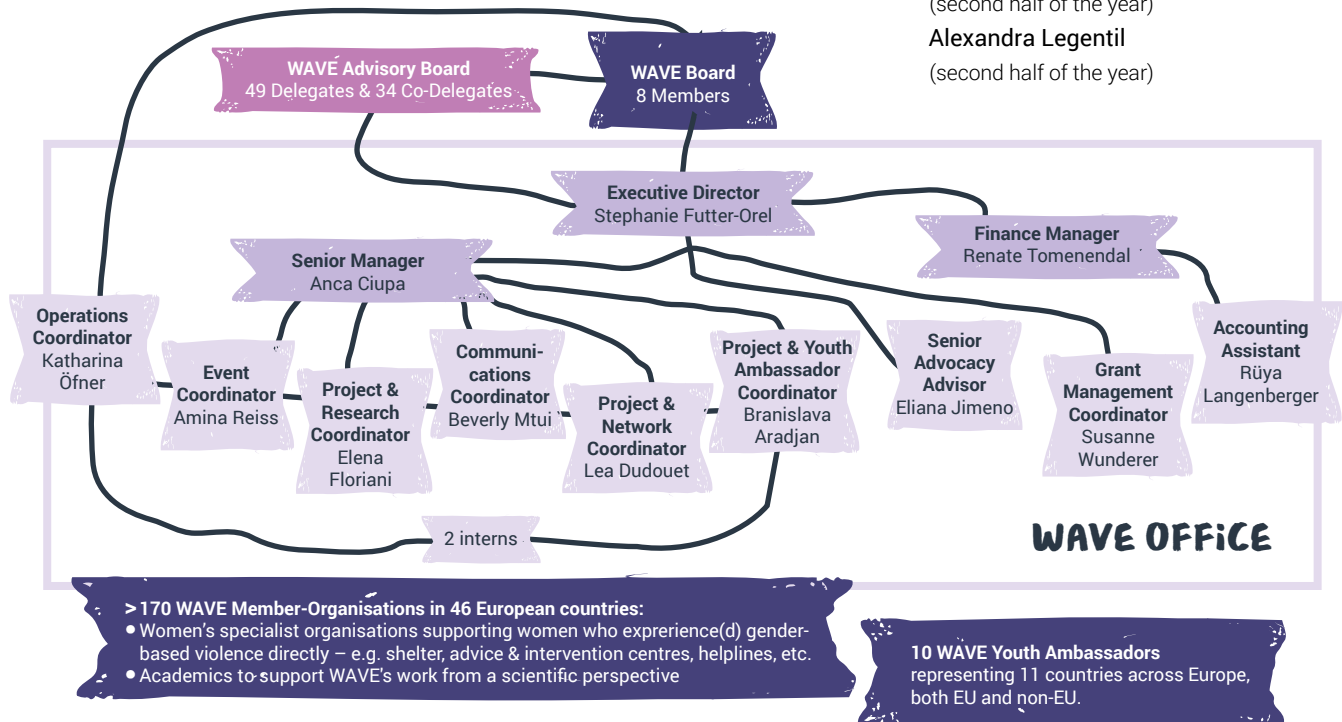 (second half of the year)
Alexandra Legentil
(second half of the year)
WAVE Advisory Board
49 Delegates & 34 Co-Delegates
WAVE Board
8 Members
Executive Director
Stephanie Futter-Orel
Finance Manager
Renate Tomenendal
Senior Manager
Anca Ciupa
Operations
Coordinator
Katharina
Öfner
Event
Coordinator
Amina Reiss
Project &
Research
Coordinator
Elena
Floriani
Communi-
cations
Coordinator
Beverly Mtui
Project &
Network
Coordinator
Lea Dudouet
Project & Youth
Ambassador
Coordinator
Branislava
Aradjan
Senior
Advocacy
Advisor
Eliana Jimeno
Grant
Management
Coordinator
Susanne
Wunderer
Accounting
Assistant
Rüya
Langenberger
2 interns
WAVE OFFiCE
> 170 WAVE Member-Organisations in 46 European countries:
• Women's specialist organisations supporting women who exprerience(d) gender-
based violence directly – e.g. shelter, advice & intervention centres, helplines, etc.
• Academics to support WAVE's work from a scientific perspective
10 WAVE Youth Ambassadors
representing 11 countries across Europe,
both EU and non-EU.